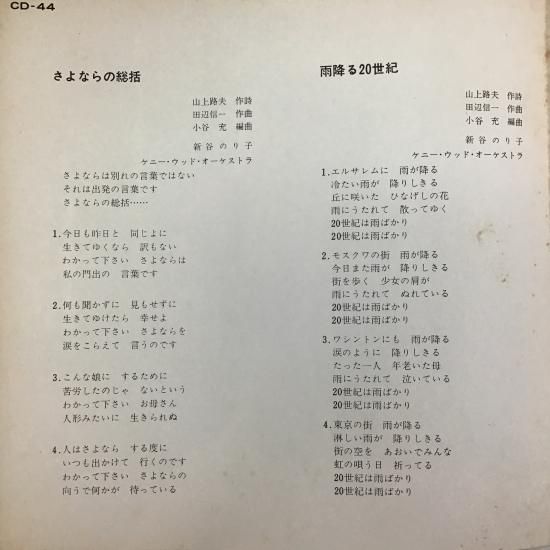 CD-44
さよならの総括
山上路夫　作詩
田辺信一　作曲
小谷　充　編曲
新谷のり子
ケニー・ウッド・オーケストラ
さよならは別れの言葉ではない
それは出発の言葉です
さよならの総括……
1.今日も昨日と　同じよに
生きてゆくなら　訳もない
わかって下さい　さよならは
私の門出の　言葉です
2.何も聞かずに　見もせずに
生きてゆけたら　幸せよ
わかって下さい　さよならを
涙をこらえて　言うのです
3.こんな娘に　するために
苦労したのじゃ　ないという
わかって下さい　お母さん
人形みたいに　生きられぬ
4.人はさよなら　する度に
いつも出かけて　行くのです
わかって下さい　さよならの
向うで何かが　待っている
雨降る20世紀
山上路夫　作詩
田辺信一　作曲
小谷　充　編曲
新谷のり子
ケニー・ウッド・オーケストラ
1.エルサレムに　雨が降る
冷たい雨が　降りしきる
丘に咲いた　ひなげしの花
雨にうたれて　散ってゆく
20世紀は雨ばかり
20世紀は雨ばかり
2.モスクワの街　雨が降る
今日また雨が　降りしきる
街を歩く　少女の肩が
雨にうたれて　ぬれている
20世紀は雨ばかり
20世紀は雨ばかり
3.ワシントンにも　雨が降る
涙のように　降りしきる
たった一人　年老いた母
雨にうたれて　泣いている
20世紀は雨ばかり
20世紀は雨ばかり
4.東京の街　雨が降る
淋しい雨が　降りしきる
街の空を　あおいでみんな
虹の唄う日　祈ってる
20世紀は雨ばかり
20世紀は雨ばかり